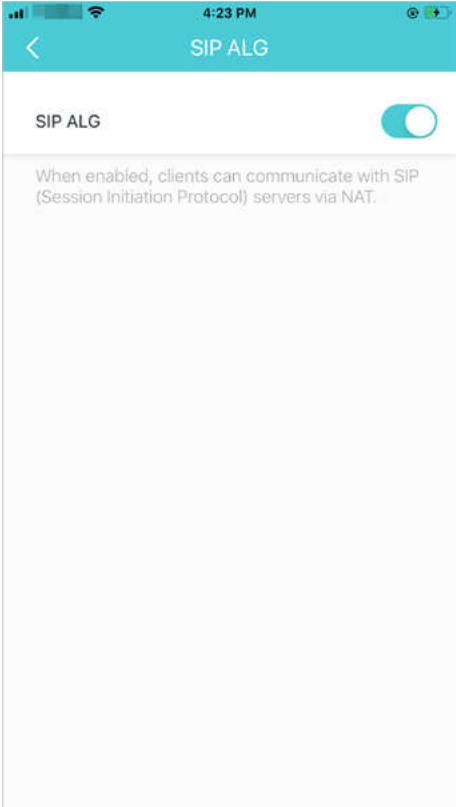 4:23 PM
SIP ALG
SIP ALG
When enabled, clients can communicate with SIP
(Session Initiation Protocol) servers via NAT.